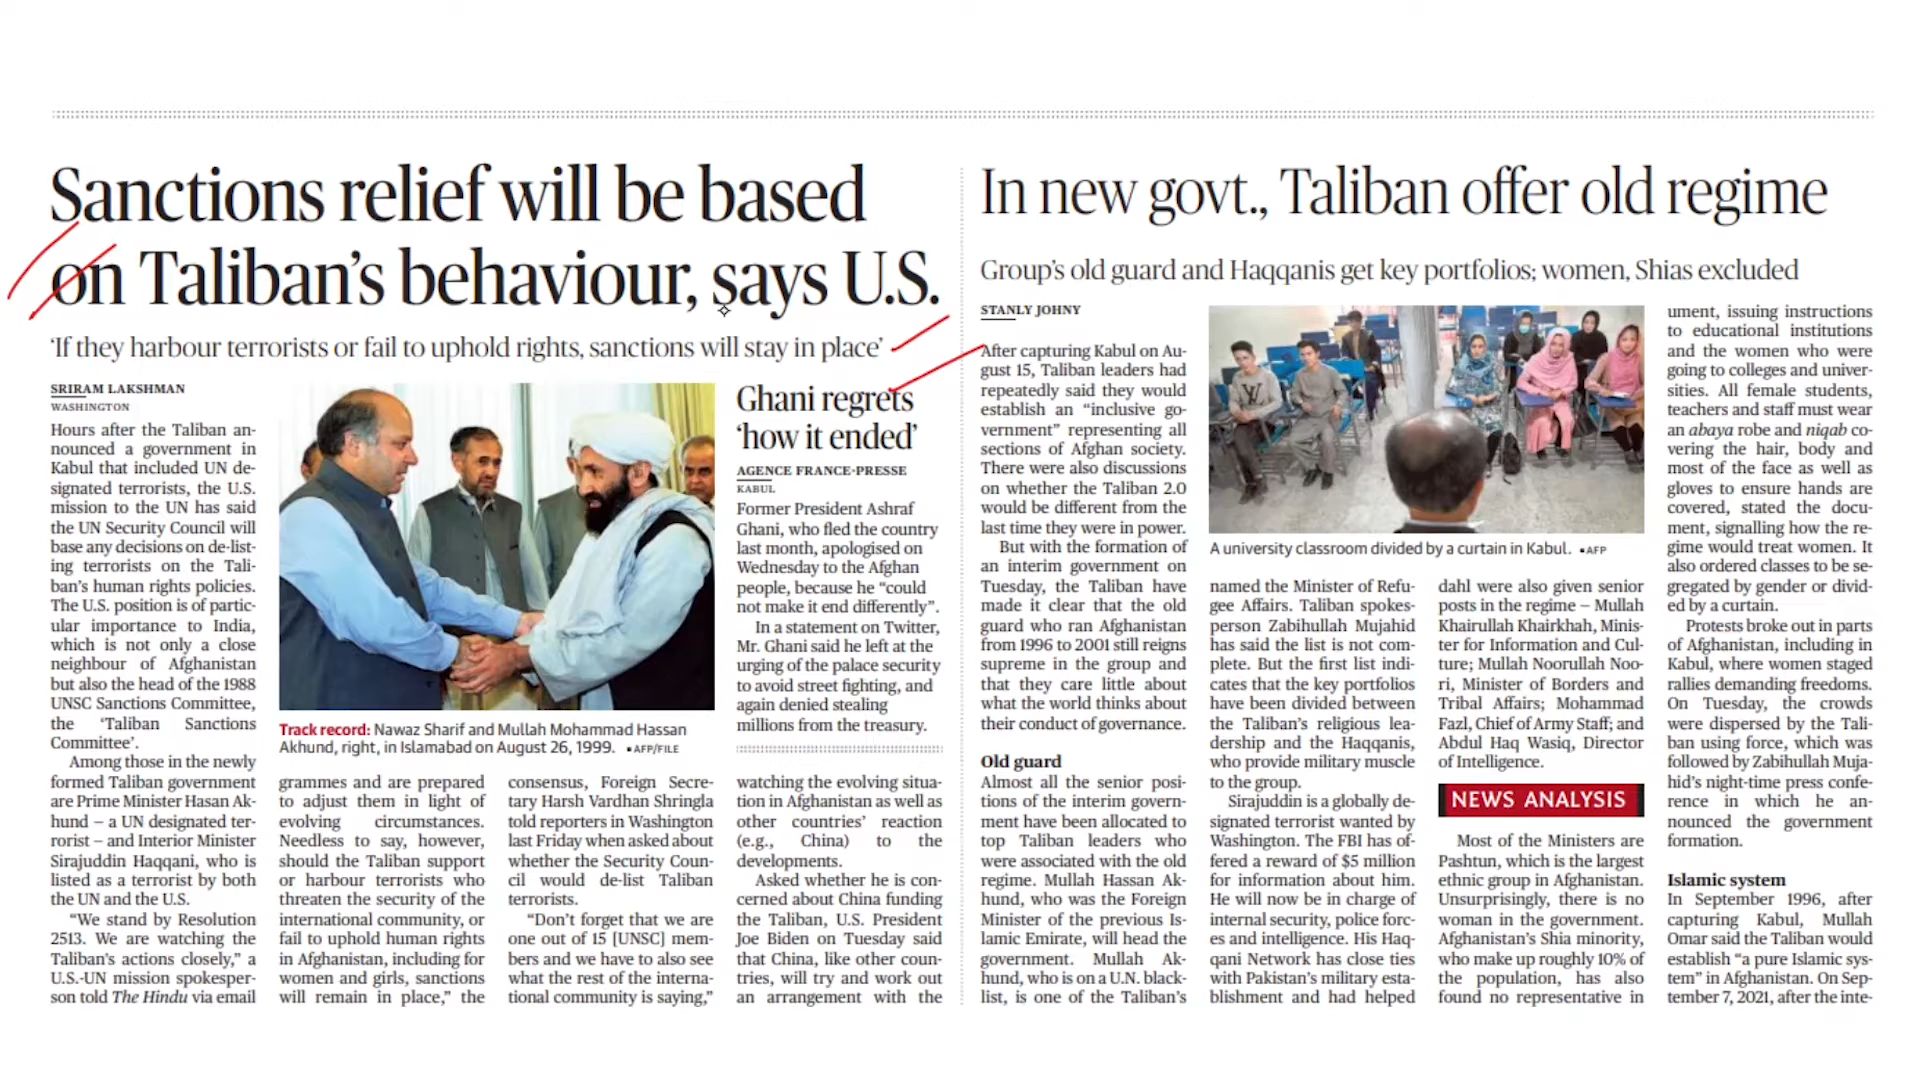 Sanctions relief will be based
on Taliban's behaviour, says U.S.
'If they harbour terrorists or fail to uphold rights, sanctions will stay in place'
SRIRAM LAKSHMAN
WASHINGTON
Hours after the Taliban an-
nounced a government in
Kabul that included UN de-
signated terrorists, the U.S.
mission to the UN has said
the UN Security Council will
base any decisions on de-list-
ing terrorists on the Tali-
ban's human rights policies.
The U.S. position is of partic-
ular importance to India,
which is not only a close
neighbour of Afghanistan
but also the head of the 1988
UNSC Sanctions Committee,
the 'Taliban Sanctions
Committee'.
Among those in the newly
formed Taliban government
are Prime Minister Hasan Ak-
hund – a UN designated ter-
rorist – and Interior Minister
Sirajuddin Haqqani, who is
listed as a terrorist by both
the UN and the U.S.
"We stand by Resolution
2513. We are watching the
Taliban's actions closely," a
U.S.-UN mission spokesper-
son told The Hindu via email
Track record: Nawaz Sharif and Mullah Mohammad Hassan
Akhund, right, in Islamabad on August 26, 1999. ▪AFP/FILE
grammes and are prepared
to adjust them in light of
evolving circumstances.
Needless to say, however,
should the Taliban support
or harbour terrorists who
threaten the security of the
international community, or
fail to uphold human rights
in Afghanistan, including for
women and girls, sanctions
will remain in place," the
consensus, Foreign Secre-
tary Harsh Vardhan Shringla
told reporters in Washington
last Friday when asked about
whether the Security Coun-
cil would de-list Taliban
terrorists.
"Don't forget that we are
one out of 15 [UNSC] mem-
bers and we have to also see
what the rest of the interna-
tional community is saying,"
Ghani regrets
'how it ended'
AGENCE FRANCE-PRESSE
KABUL
Former President Ashraf
Ghani, who fled the country
last month, apologised on
Wednesday to the Afghan
people, because he "could
not make it end differently".
In a statement on Twitter,
Mr. Ghani said he left at the
urging of the palace security
to avoid street fighting, and
again denied stealing
millions from the treasury.
watching the evolving situa-
tion in Afghanistan as well as
other countries' reaction
(e.g., China) to the
developments.
Asked whether he is con-
cerned about China funding
the Taliban, U.S. President
Joe Biden on Tuesday said
that China, like other coun-
tries, will try and work out
an arrangement with the
In new govt., Taliban offer old regime
Group's old guard and Haqqanis get key portfolios; women, Shias excluded
STANLY JOHNY
After capturing Kabul on Au-
gust 15, Taliban leaders had
repeatedly said they would
establish an "inclusive go-
vernment" representing all
sections of Afghan society.
There were also discussions
on whether the Taliban 2.0
would be different from the
last time they were in power.
But with the formation of
an interim government on
Tuesday, the Taliban have
made it clear that the old
guard who ran Afghanistan
from 1996 to 2001 still reigns
supreme in the group and
that they care little about
what the world thinks about
their conduct of governance.
Old guard
Almost all the senior posi-
tions of the interim govern-
ment have been allocated to
top Taliban leaders who
were associated with the old
regime. Mullah Hassan Ak-
hund, who was the Foreign
Minister of the previous Is-
lamic Emirate, will head the
government. Mullah Ak-
hund, who is on a U.N. black-
list, is one of the Taliban's
A university classroom divided by a curtain in Kabul. ▪AFP
named the Minister of Refu-
gee Affairs. Taliban spokes-
person Zabihullah Mujahid
has said the list is not com-
plete. But the first list indi-
cates that the key portfolios
have been divided between
the Taliban's religious lea-
dership and the Haqqanis,
who provide military muscle
to the group.
Sirajuddin is a globally de-
signated terrorist wanted by
Washington. The FBI has of-
fered a reward of $5 million
for information about him.
He will now be in charge of
internal security, police forc-
es and intelligence. His Haq-
qani Network has close ties
with Pakistan's military esta-
blishment and had helped
dahl were also given senior
posts in the regime – Mullah
Khairullah Khairkhah, Minis-
ter for Information and Cul-
ture; Mullah Noorullah Noo-
ri, Minister of Borders and
Tribal Affairs; Mohammad
Fazl, Chief of Army Staff; and
Abdul Haq Wasiq, Director
of Intelligence.
NEWS ANALYSIS
Most of the Ministers are
Pashtun, which is the largest
ethnic group in Afghanistan.
Unsurprisingly, there is no
woman in the government.
Afghanistan's Shia minority,
who make up roughly 10% of
the population, has also
found no representative in
ument, issuing instructions
to educational institutions
and the women who were
going to colleges and univer-
sities. All female students,
teachers and staff must wear
an abaya robe and niqab co-
vering the hair, body and
most of the face as well as
gloves to ensure hands are
covered, stated the docu-
ment, signalling how the re-
gime would treat women. It
also ordered classes to be se-
gregated by gender or divid-
ed by a curtain.
Protests broke out in parts
of Afghanistan, including in
Kabul, where women staged
rallies demanding freedoms.
On Tuesday, the crowds
were dispersed by the Tali-
ban using force, which was
followed by Zabihullah Muja-
hid's night-time press confe-
rence in which he an-
nounced the government
formation.
Islamic system
In September 1996, after
capturing Kabul, Mullah
Omar said the Taliban would
establish "a pure Islamic sys-
tem" in Afghanistan. On Sep-
tember 7, 2021, after the inte-